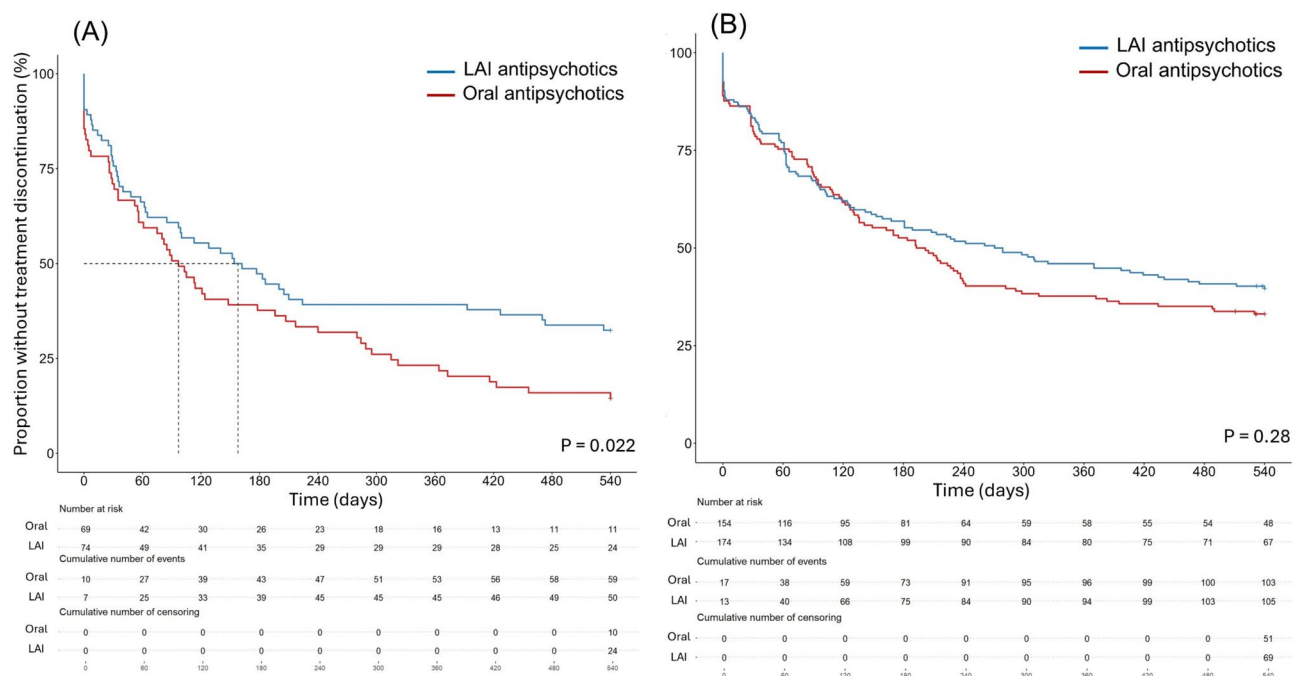 (A)
LAI antipsychotics
Oral antipsychotics
Proportion without treatment discontinuation (%)
100
75
50
25
0
P = 0.022
0 60 120 180 240 300 360 420 480 540
Time (days)
Number at risk
Oral 69 42 30 26 23 18 16 13 11 11
LAI 74 49 41 35 29 29 29 28 25 24
Cumulative number of events
Oral 10 27 39 43 47 51 53 56 58 59
LAI 7 25 33 39 45 45 45 46 49 50
Cumulative number of censoring
Oral 0 0 0 0 0 0 0 0 0 10
LAI 0 0 0 0 0 0 0 0 0 24
0 60 120 180 240 300 360 420 480 540
(B)
LAI antipsychotics
Oral antipsychotics
100
75
50
25
0
P = 0.28
0 60 120 180 240 300 360 420 480 540
Time (days)
Number at risk
Oral 154 116 95 81 64 59 58 55 54 48
LAI 174 134 108 99 90 84 80 75 71 67
Cumulative number of events
Oral 17 38 59 73 91 95 96 99 100 103
LAI 13 40 66 75 84 90 94 99 103 105
Cumulative number of censoring
Oral 0 0 0 0 0 0 0 0 0 51
LAI 0 0 0 0 0 0 0 0 0 69
0 60 120 180 240 300 360 420 480 540